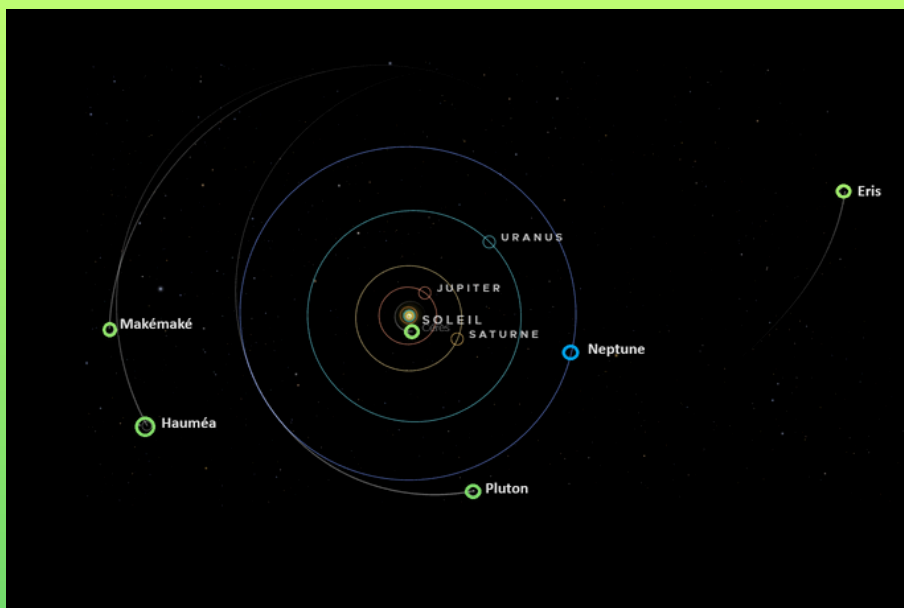 Eris
URANUS
JUPITER
SOLEIL
Cérès
Makémaké
SATURNE
Neptune
Hauméa
Pluton